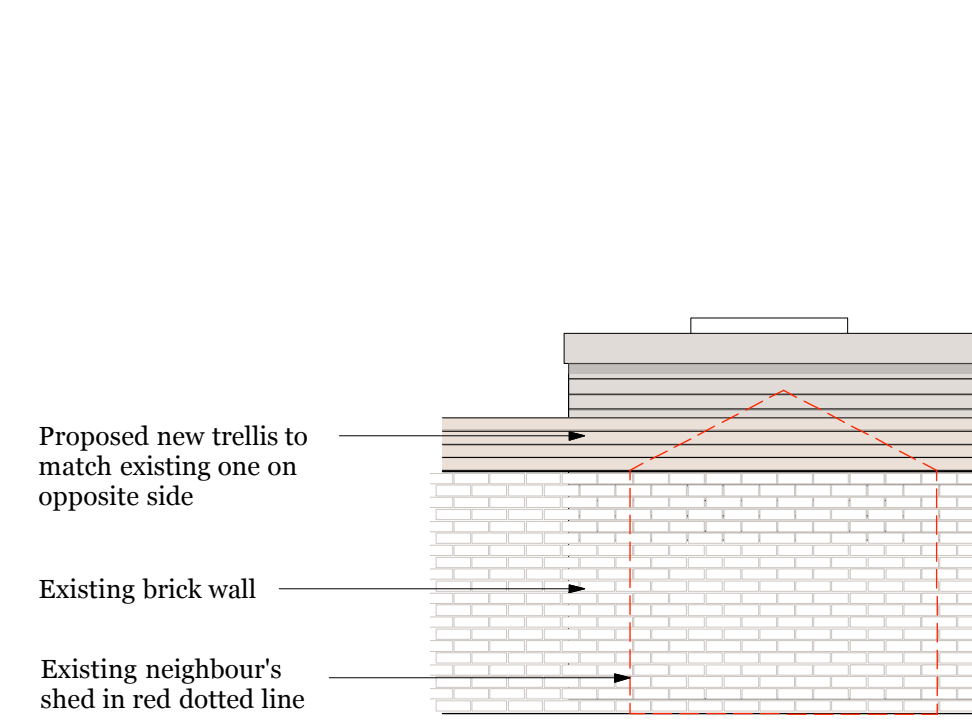 Proposed new trellis to
match existing one on
opposite side
Existing brick wall
Existing neighbour's
shed in red dotted line